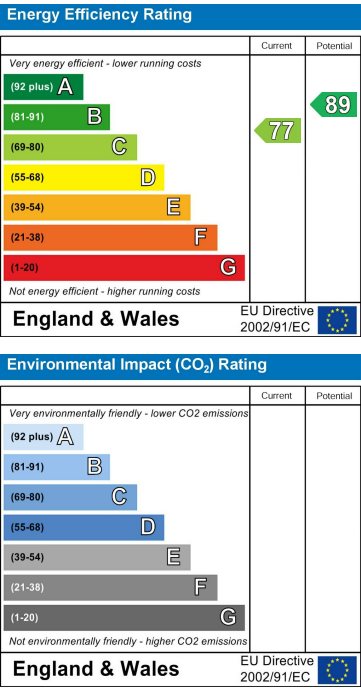 Energy Efficiency Rating
Current Potential
Very energy efficient - lower running costs
(92 plus) A
(81-91) B
(69-80) C
(55-68) D
(39-54) E
(21-38) F
(1-20) G
77
89
Not energy efficient - higher running costs
England & Wales
EU Directive
2002/91/EC
Environmental Impact (CO2) Rating
Current Potential
Very environmentally friendly - lower CO2 emissions
(92 plus) A
(81-91) B
(69-80) C
(55-68) D
(39-54) E
(21-38) F
(1-20) G
Not environmentally friendly - higher CO2 emissions
England & Wales
EU Directive
2002/91/EC